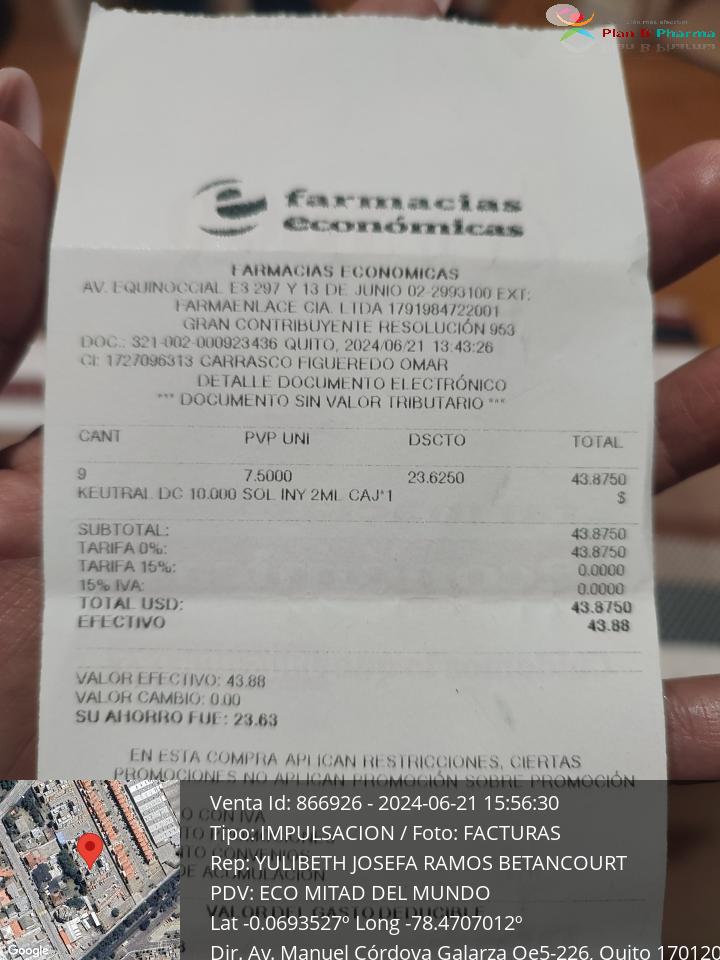 Plan B Pharma
farmacias
económicas
FARMACIAS ECONOMICAS
AV. EQUINOCCIAL E3 297 Y 13 DE JUNIO 02-2993100 EXT:
FARMAENLACE CIA. LTDA 1791984722001
GRAN CONTRIBUYENTE RESOLUCIÓN 953
DOC.: 321-002-000923436 QUITO, 2024/06/21 13:43:26
CI: 1727096313 CARRASCO FIGUEREDO OMAR
DETALLE DOCUMENTO ELECTRÓNICO
*** DOCUMENTO SIN VALOR TRIBUTARIO ***
CANT PVP UNI DSCTO TOTAL
9 7.5000 23.6250 43.8750
KEUTRAL DC 10.000 SOL INY 2ML CAJ*1 $
SUBTOTAL: 43.8750
TARIFA 0%: 43.8750
TARIFA 15%: 0.0000
15% IVA: 0.0000
TOTAL USD: 43.8750
EFECTIVO 43.88
VALOR EFECTIVO: 43.88
VALOR CAMBIO: 0.00
SU AHORRO FUE: 23.63
EN ESTA COMPRA APLICAN RESTRICCIONES, CIERTAS
PROMOCIONES NO APLICAN PROMOCIÓN SOBRE PROMOCIÓN
O CON IVA
DE ACUMULACION
VALOR DEL GASTO DEDUCIBLE
Venta Id: 866926 - 2024-06-21 15:56:30
Tipo: IMPULSACION / Foto: FACTURAS
Rep: YULIBETH JOSEFA RAMOS BETANCOURT
PDV: ECO MITAD DEL MUNDO
Lat -0.0693527º Long -78.4707012º
Dir. Av. Manuel Córdova Galarza Oe5-226, Quito 170120
Google